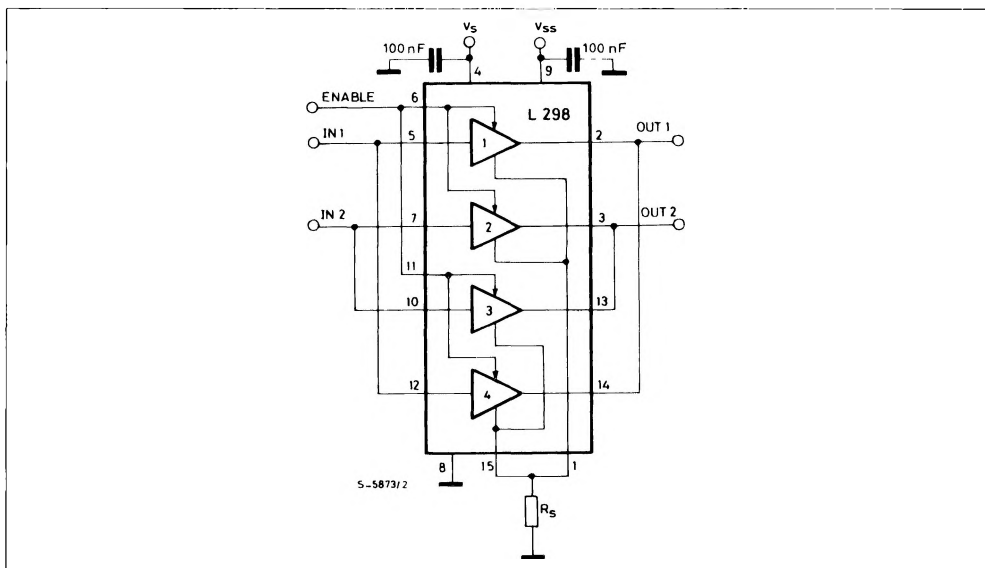 Vs Vss
100 nF 100 nF
4 9
ENABLE 6
L 298
IN 1 5 1 2 OUT 1
IN 2 7 2 3 OUT 2
11
10 3 13
12 4 14
8 15 1
S-5873/2
Rs